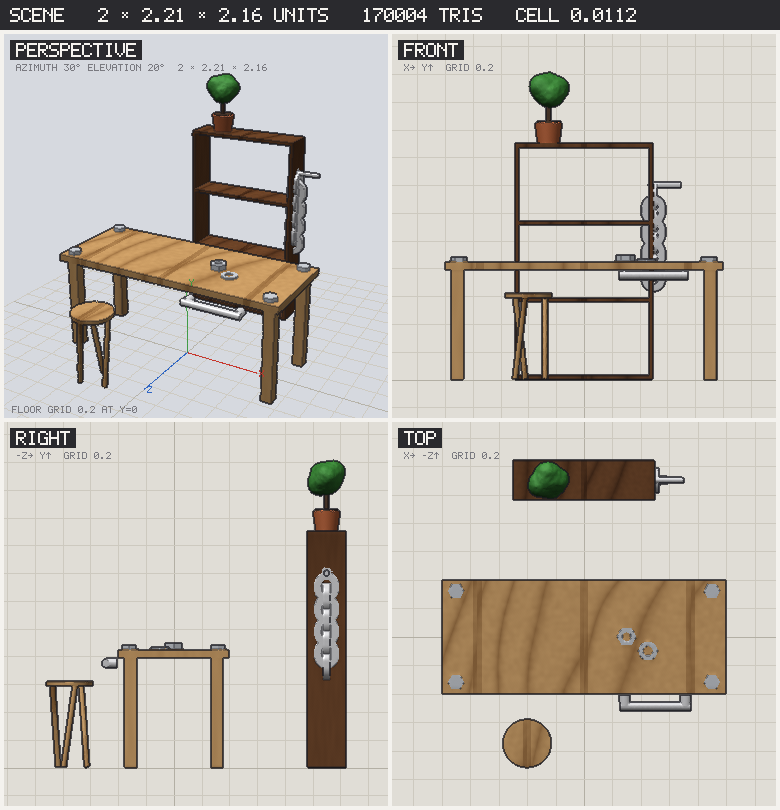 SCENE 2 × 2.21 × 2.16 UNITS 170004 TRIS CELL 0.0112
PERSPECTIVE
AZIMUTH 30° ELEVATION 20° 2 × 2.21 × 2.16
Z
FLOOR GRID 0.2 AT Y=0
FRONT
X→ Y↑ GRID 0.2
RIGHT
-Z→ Y↑ GRID 0.2
TOP
X→ -Z↑ GRID 0.2